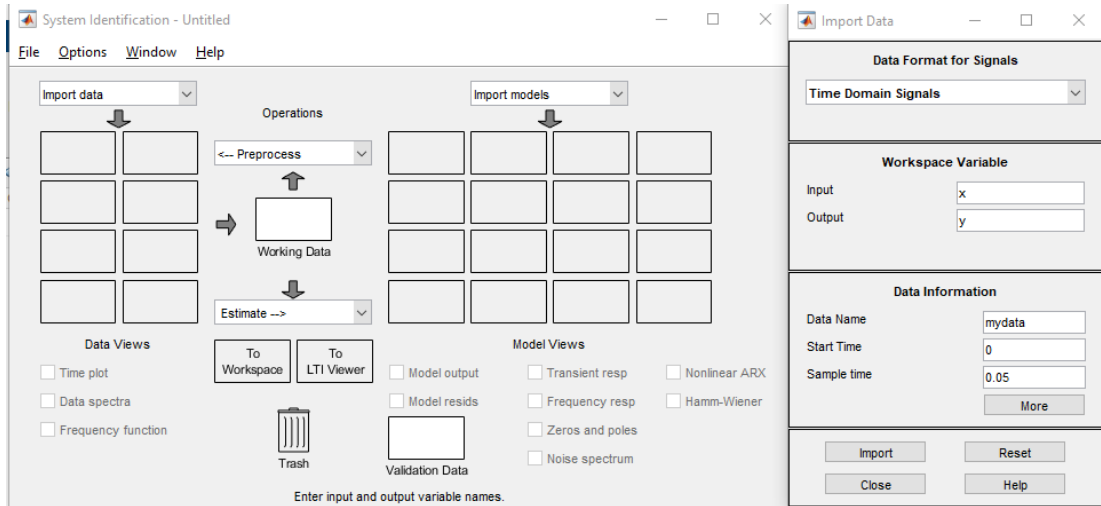 System Identification - Untitled
File Options Window Help
Import data
Import models
Operations
<-- Preprocess
Working Data
Estimate -->
Data Views
To Workspace
To LTI Viewer
Model Views
Time plot
Data spectra
Frequency function
Model output
Transient resp
Nonlinear ARX
Model resids
Frequency resp
Hamm-Wiener
Zeros and poles
Noise spectrum
Trash
Validation Data
Enter input and output variable names.
Import Data
Data Format for Signals
Time Domain Signals
Workspace Variable
Input x
Output y
Data Information
Data Name mydata
Start Time 0
Sample time 0.05
More
Import Reset
Close Help